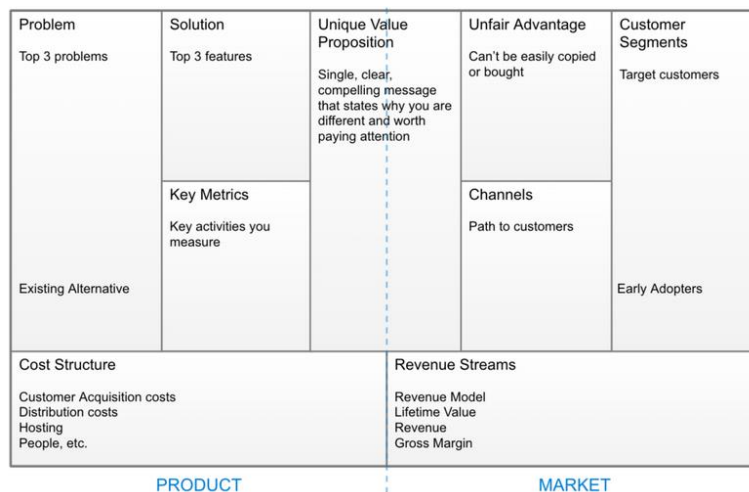 Problem
Top 3 problems
Existing Alternative
Solution
Top 3 features
Key Metrics
Key activities you
measure
Unique Value
Proposition
Single, clear,
compelling message
that states why you are
different and worth
paying attention
Unfair Advantage
Can't be easily copied
or bought
Channels
Path to customers
Customer
Segments
Target customers
Early Adopters
Cost Structure
Customer Acquisition costs
Distribution costs
Hosting
People, etc.
Revenue Streams
Revenue Model
Lifetime Value
Revenue
Gross Margin
PRODUCT
MARKET